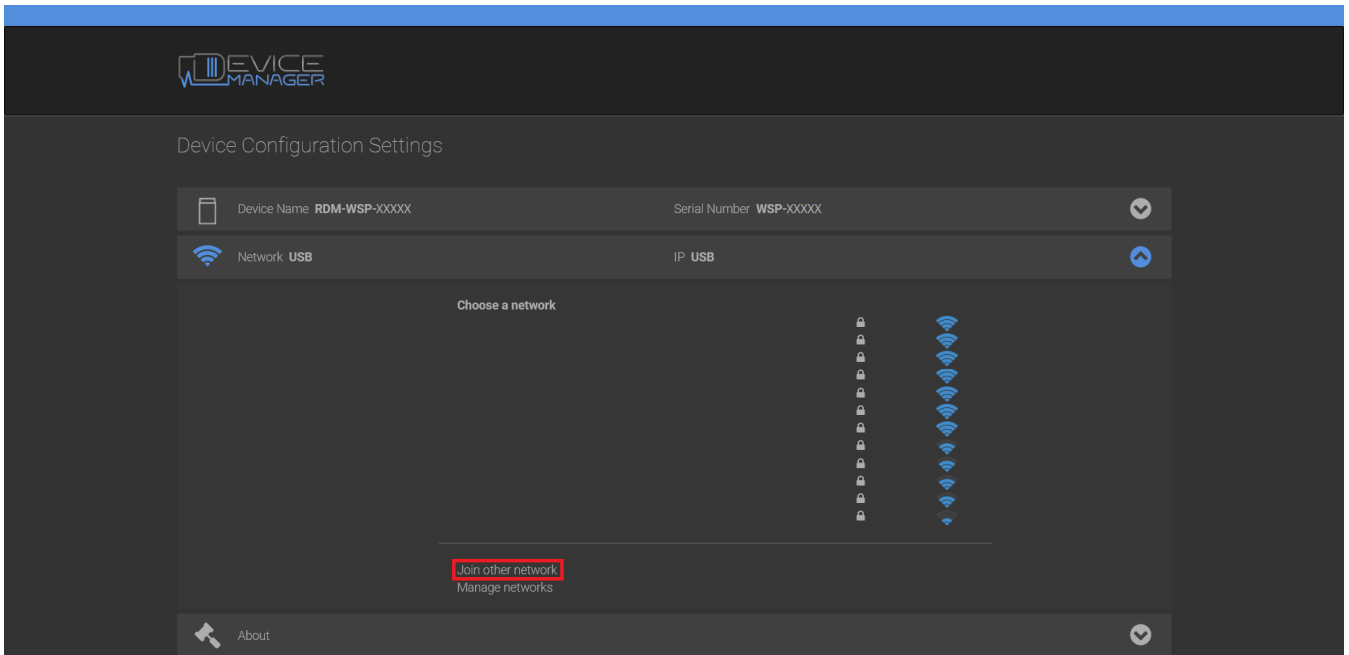 DEVICE
MANAGER
Device Configuration Settings
Device Name RDM-WSP-XXXXX Serial Number WSP-XXXXX
Network USB IP USB
Choose a network
Join other network
Manage networks
About